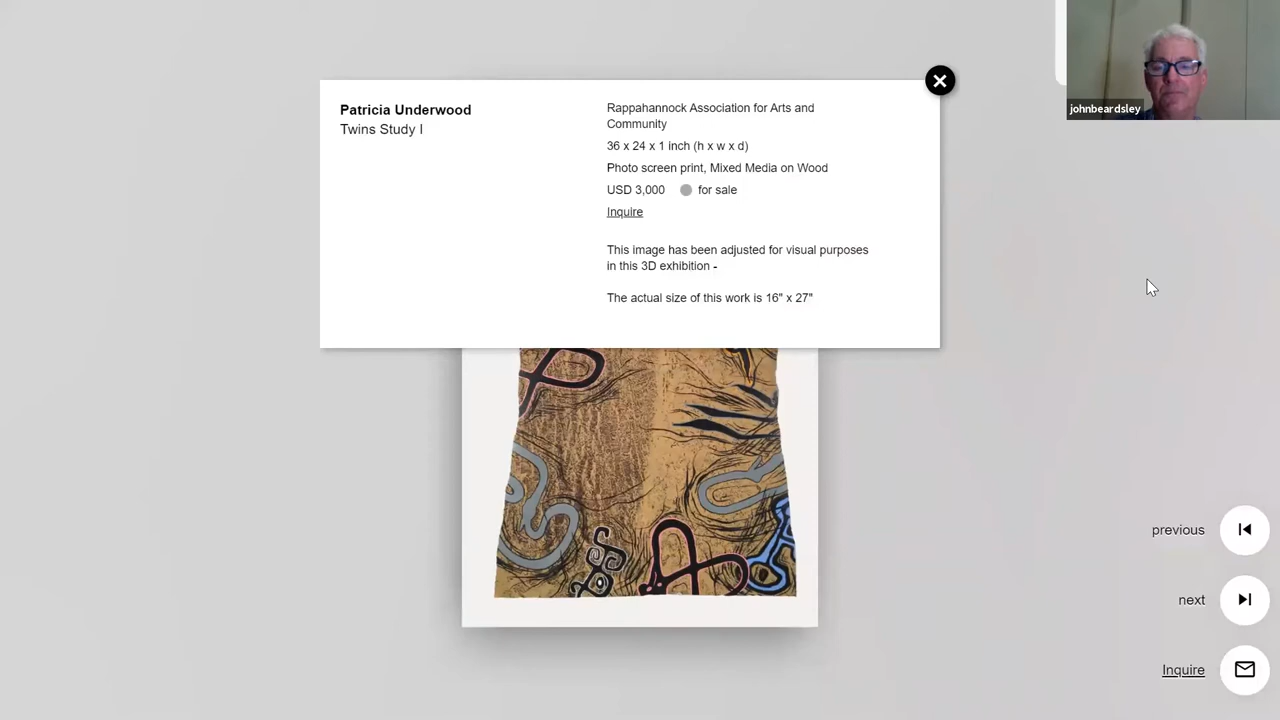 johnbeardsley
Patricia Underwood
Twins Study I
Rappahannock Association for Arts and
Community
36 x 24 x 1 inch (h x w x d)
Photo screen print, Mixed Media on Wood
USD 3,000 for sale
Inquire
This image has been adjusted for visual purposes
in this 3D exhibition -
The actual size of this work is 16" x 27"
previous
next
Inquire